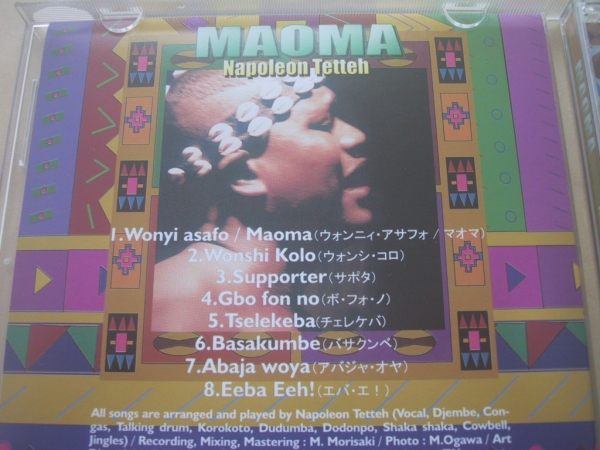 MAOMA
Napoleon Tetteh
1.Wonyi asafo / Maoma(ウォンニィ・アサフォ / マオマ)
2.Wonshi Kolo(ウォンシ・コロ)
3.Supporter(サポタ)
4.Gbo fon no(ボ・フォ・ノ)
5.Tselekeba(チェレケバ)
6.Basakumbe(バサクンベ)
7.Abaja woya(アバジャ・オヤ)
8.Eeba Eeh!(エバ・エ！)
All songs are arranged and played by Napoleon Tetteh (Vocal, Djembe, Con-
gas, Talking drum, Korokoto, Dudumba, Dodonpo, Shaka shaka, Cowbell,
Jingles) / Recording, Mixing, Mastering : M. Morisaki / Photo : M.Ogawa / Art